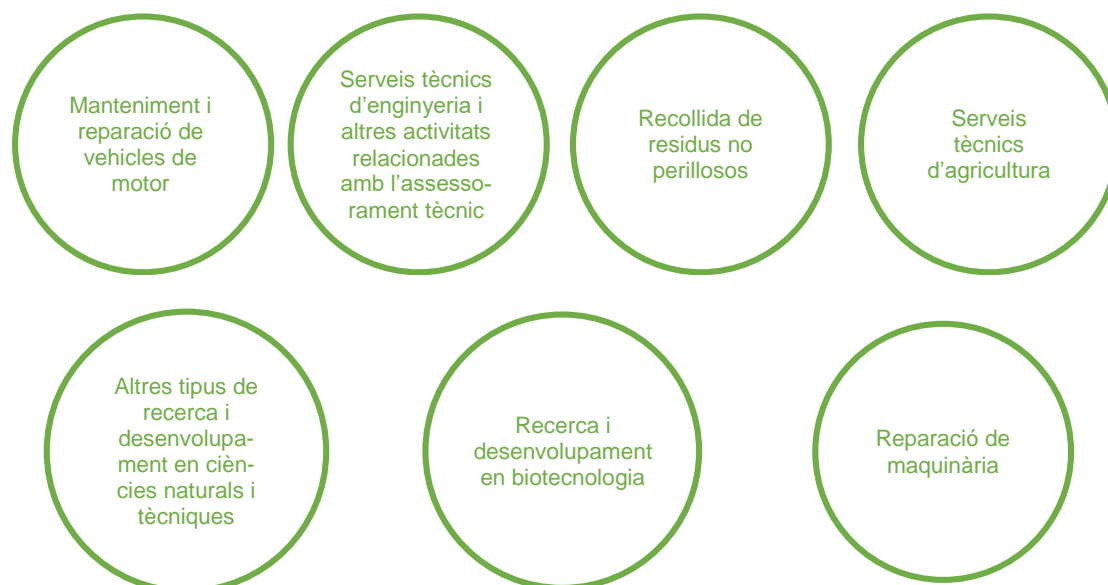 Manteniment i
reparació de
vehicles de
motor
Serveis tècnics
d’enginyeria i
altres activitats
relacionades
amb l’assesso-
rament tècnic
Recollida de
residus no
perillosos
Serveis
tècnics
d’agricultura
Altres tipus de
recerca i
desenvolupa-
ment en cièn-
cies naturals i
tècniques
Recerca i
desenvolupament
en biotecnologia
Reparació de
maquinària